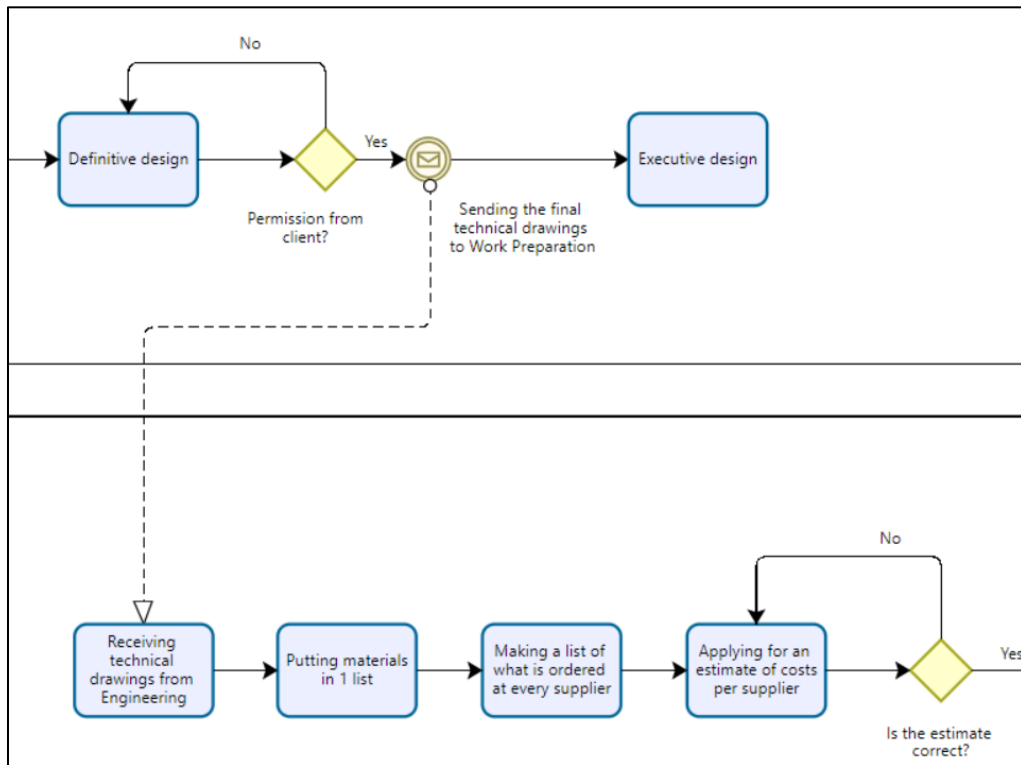 No
Definitive design
Yes
Executive design
Permission from
client?
Sending the final
technical drawings
to Work Preparation
No
Receiving
technical
drawings from
Engineering
Putting materials
in 1 list
Making a list of
what is ordered
at every supplier
Applying for an
estimate of costs
per supplier
Yes
Is the estimate
correct?